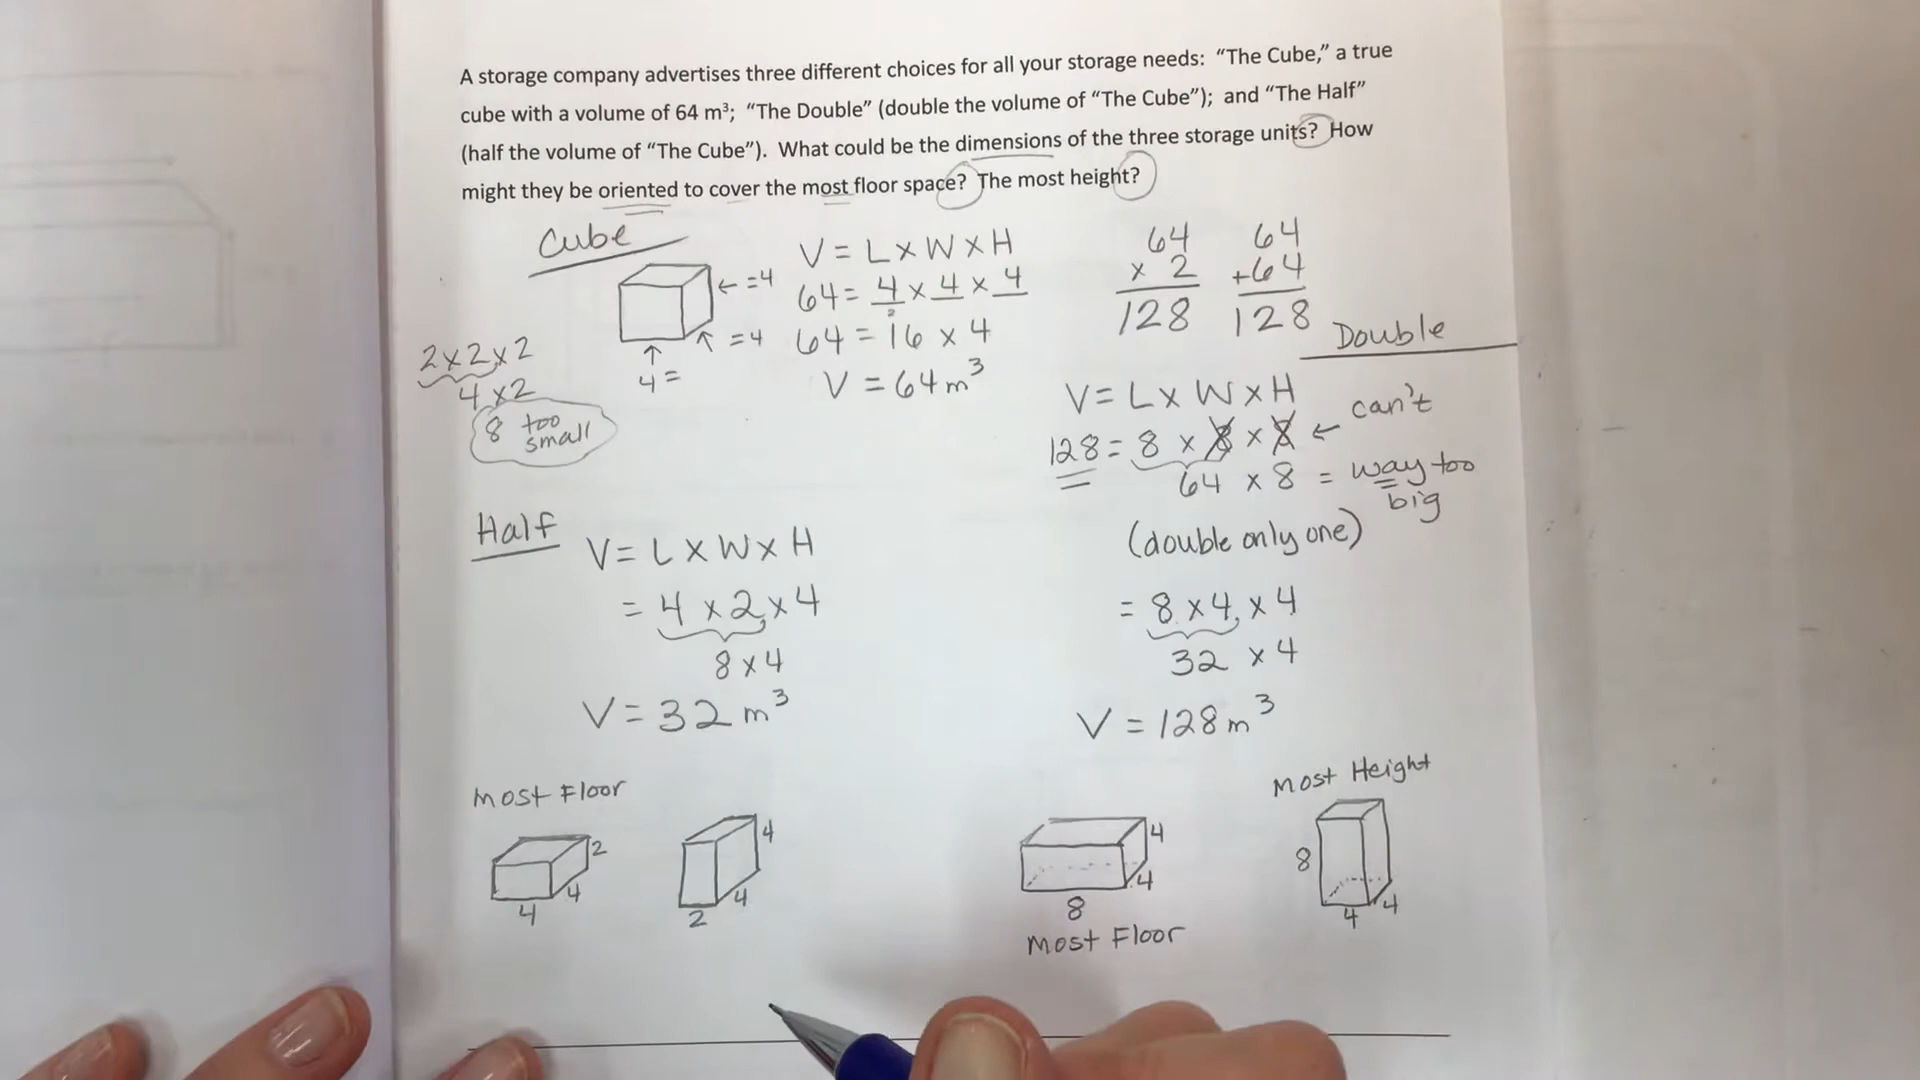 A storage company advertises three different choices for all your storage needs: “The Cube,” a true
cube with a volume of 64 m³; “The Double” (double the volume of “The Cube”); and “The Half”
(half the volume of “The Cube”). What could be the dimensions of the three storage units? How
might they be oriented to cover the most floor space? The most height?
Cube
← = 4
↑ = 4
↑
4 =
V = L x W x H
64 = 4 x 4 x 4
2
64 = 16 x 4
V = 64 m³
64
x 2
128
64
+64
128
2 x 2 x 2
4 x 2
8 too
small
Double
V = L x W x H
128 = 8 x 8 x 8 ← can't
64 x 8 = way too
big
(double only one)
= 8 x 4 x 4
32 x 4
V = 128 m³
Half
V = L x W x H
= 4 x 2 x 4
8 x 4
V = 32 m³
Most Floor
2
4
4
4
4
2
4
4
8
Most Floor
Most Height
8
4
4